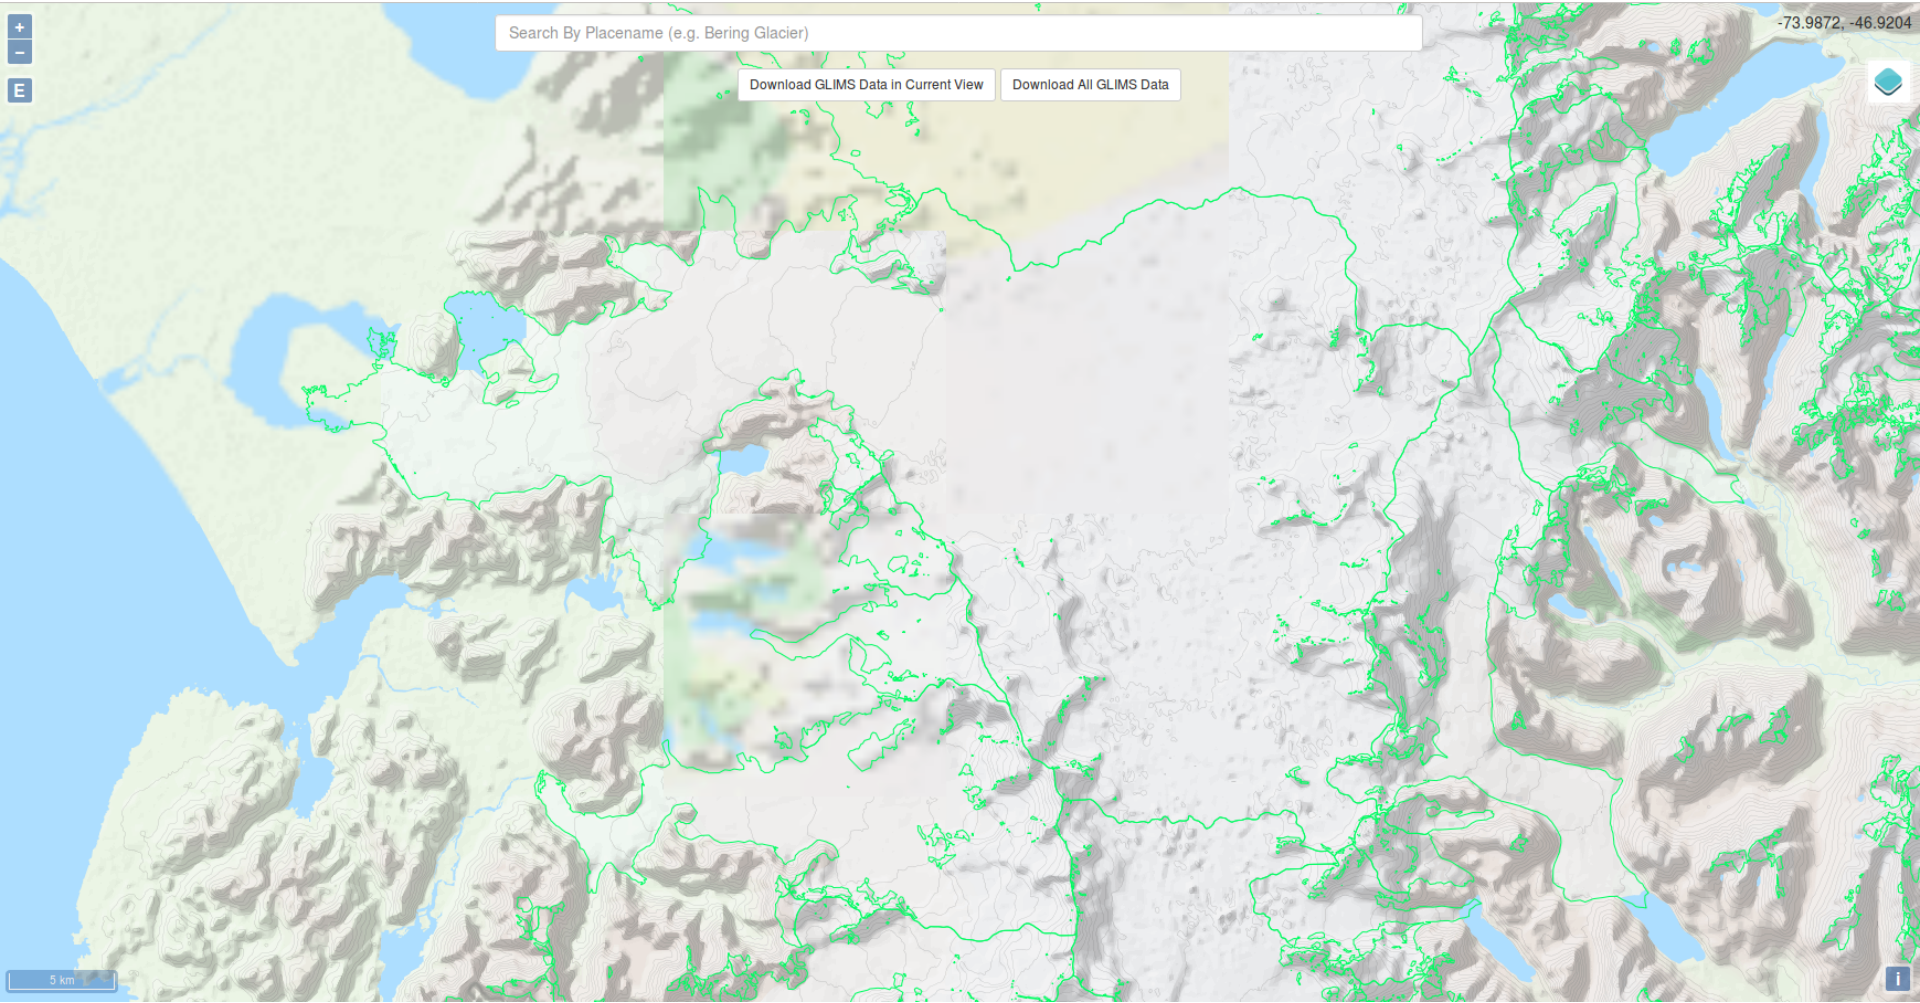 +
-73.9872, -46.9204
Search By Placename (e.g. Bering Glacier)
−
E
Download GLIMS Data in Current View
Download All GLIMS Data
5 km
i